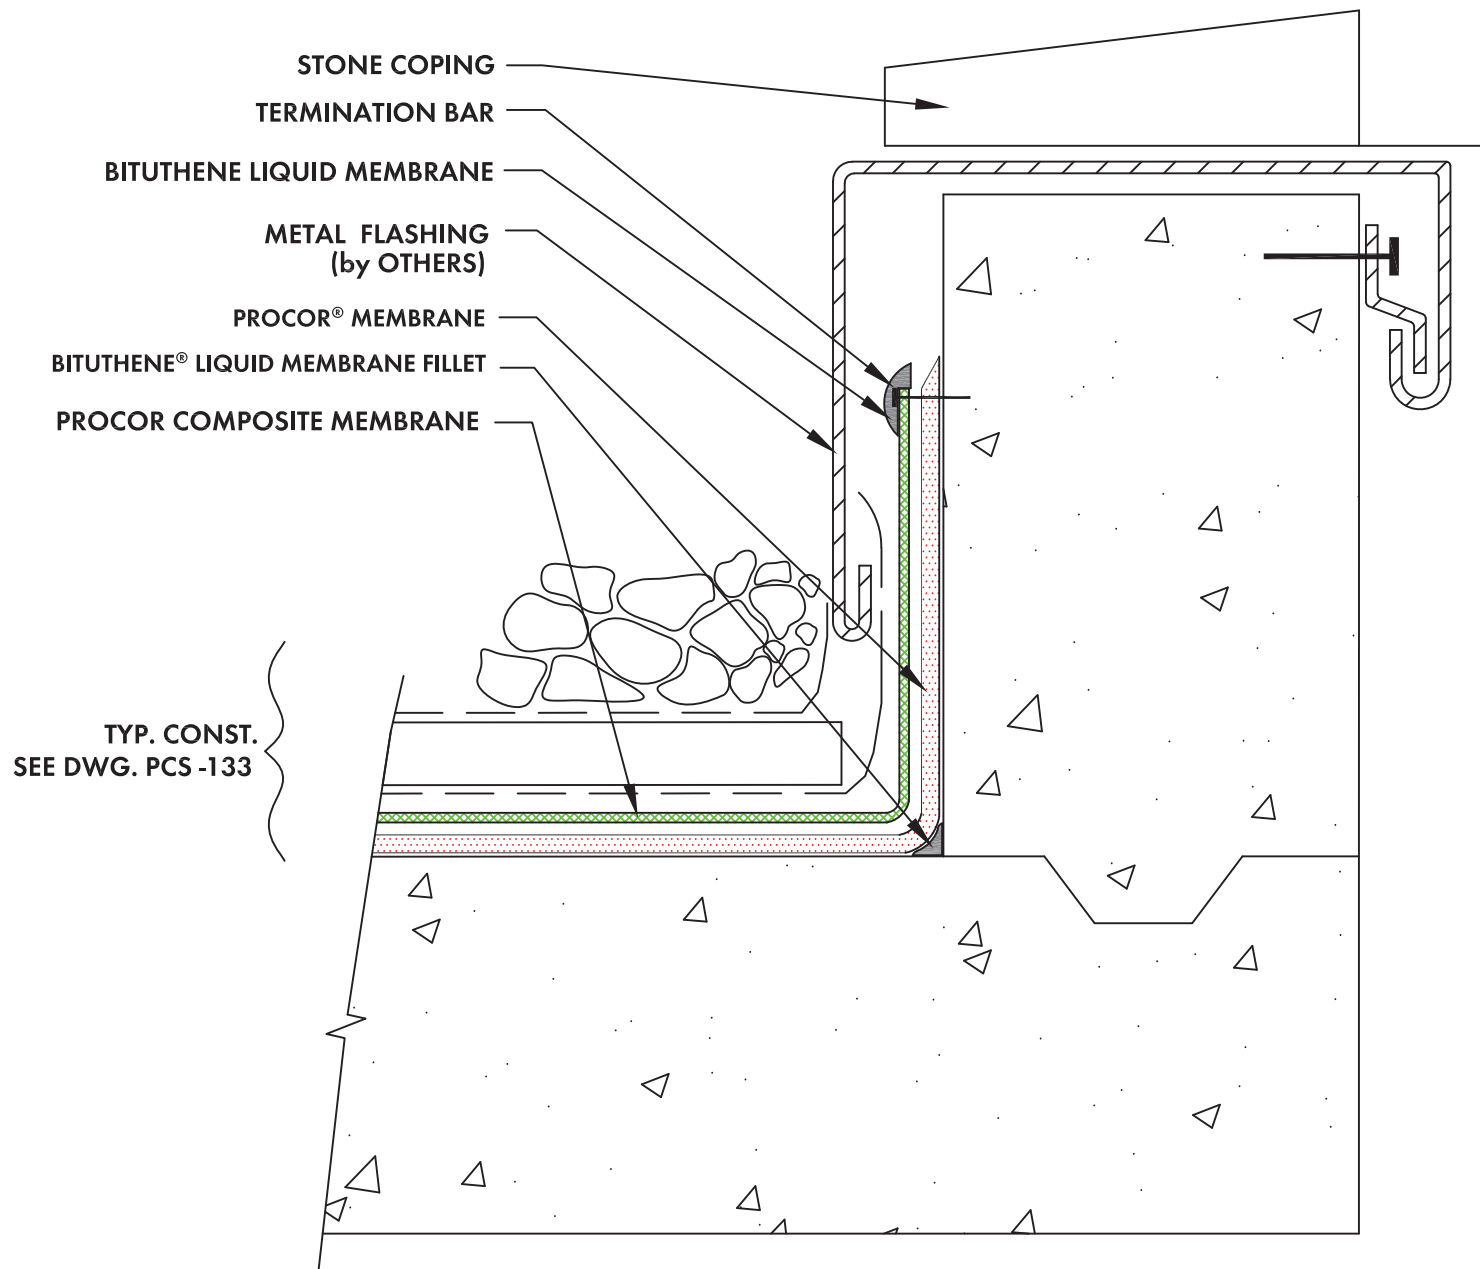 STONE COPING
TERMINATION BAR
BITUTHENE LIQUID MEMBRANE
METAL FLASHING
(by OTHERS)
PROCOR® MEMBRANE
BITUTHENE® LIQUID MEMBRANE FILLET
PROCOR COMPOSITE MEMBRANE
TYP. CONST.
SEE DWG. PCS -133